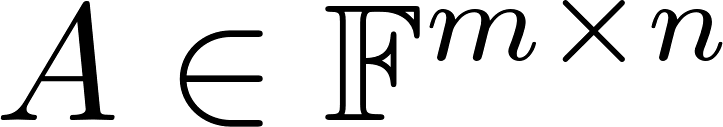 A ∈ 𝔽^{m×n}